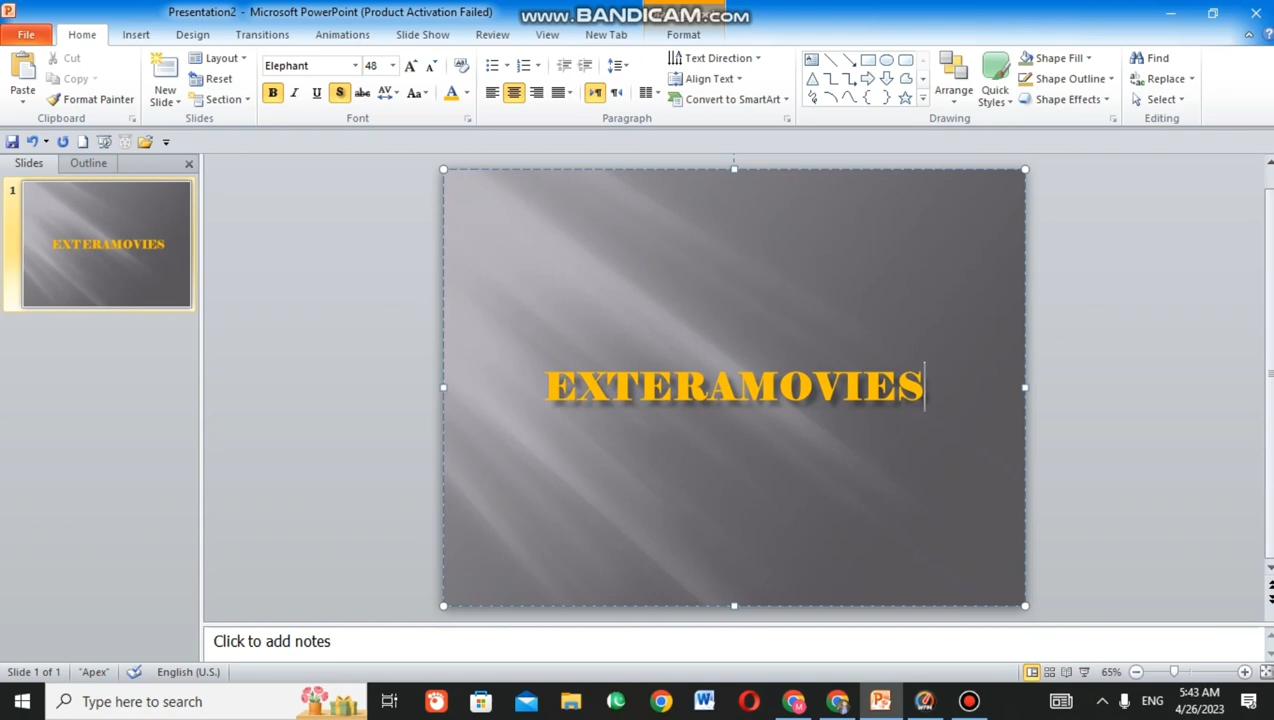 Presentation2 - Microsoft PowerPoint (Product Activation Failed)
www.BANDICAM.com
File Home Insert Design Transitions Animations Slide Show Review View New Tab Format
Paste
Cut
Copy
Format Painter
Clipboard
New
Slide
Layout
Reset
Section
Slides
Elephant 48
B I U S abc AV Aa A
Font
Text Direction
Align Text
Convert to SmartArt
Paragraph
Arrange
Quick
Styles
Shape Fill
Shape Outline
Shape Effects
Drawing
Find
Replace
Select
Editing
Slides Outline
1
EXTERAMOVIES
EXTERAMOVIES
Click to add notes
Slide 1 of 1 "Apex" English (U.S.) 65%
Type here to search
ENG
5:43 AM
4/26/2023